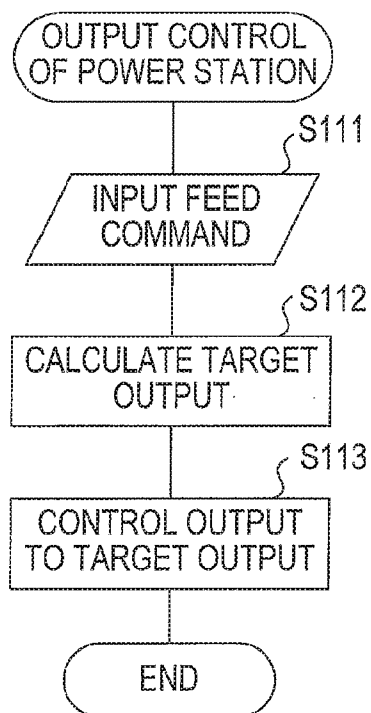 OUTPUT CONTROL
OF POWER STATION
S111
INPUT FEED
COMMAND
S112
CALCULATE TARGET
OUTPUT
S113
CONTROL OUTPUT
TO TARGET OUTPUT
END